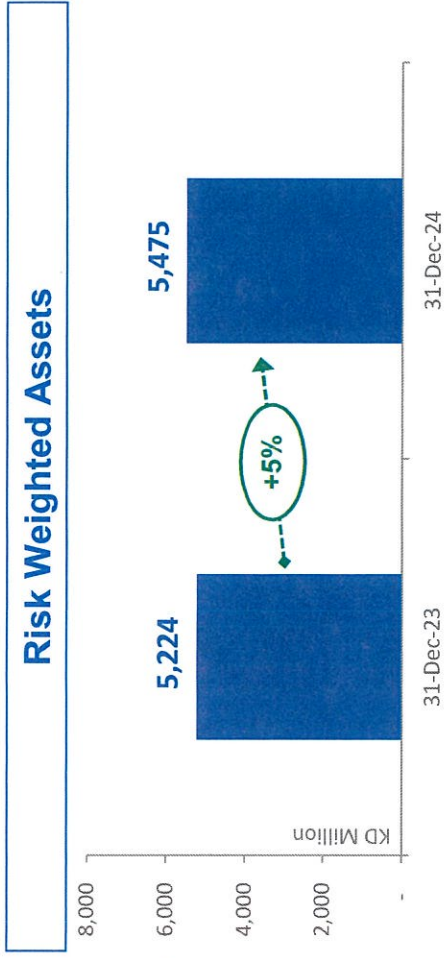 Risk Weighted Assets
8,000
6,000
4,000
2,000
-
KD Million
5,224
+5%
5,475
31-Dec-23
31-Dec-24